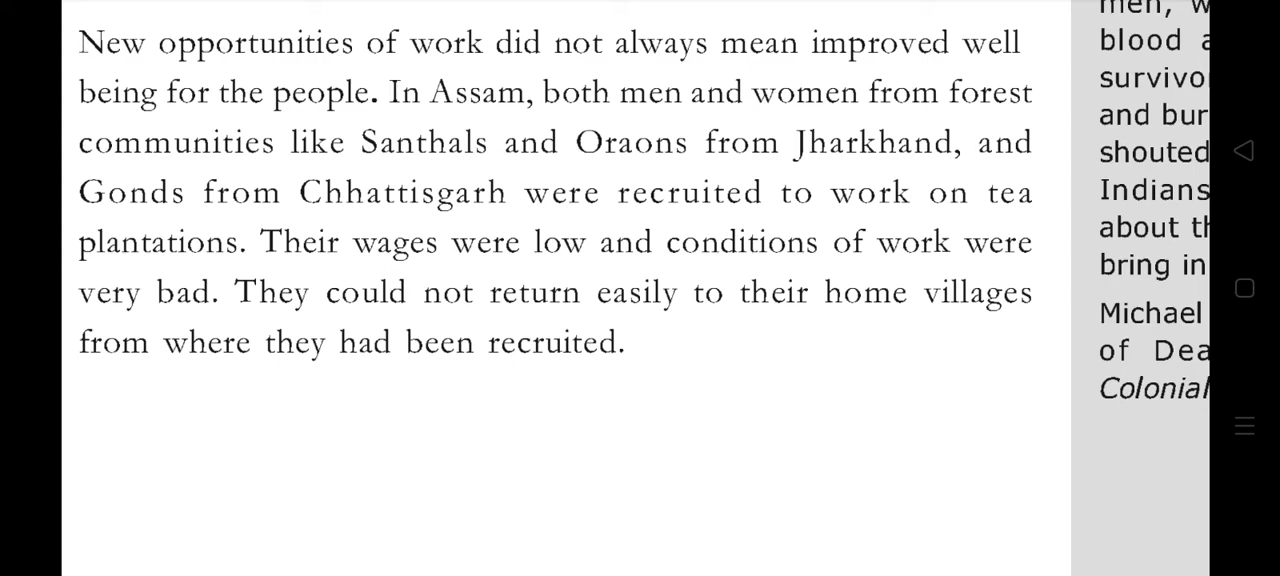 New opportunities of work did not always mean improved well
being for the people. In Assam, both men and women from forest
communities like Santhals and Oraons from Jharkhand, and
Gonds from Chhattisgarh were recruited to work on tea
plantations. Their wages were low and conditions of work were
very bad. They could not return easily to their home villages
from where they had been recruited.
men,
blood
and
shouted
Indians
about
bring in
Michael
of
Colonial